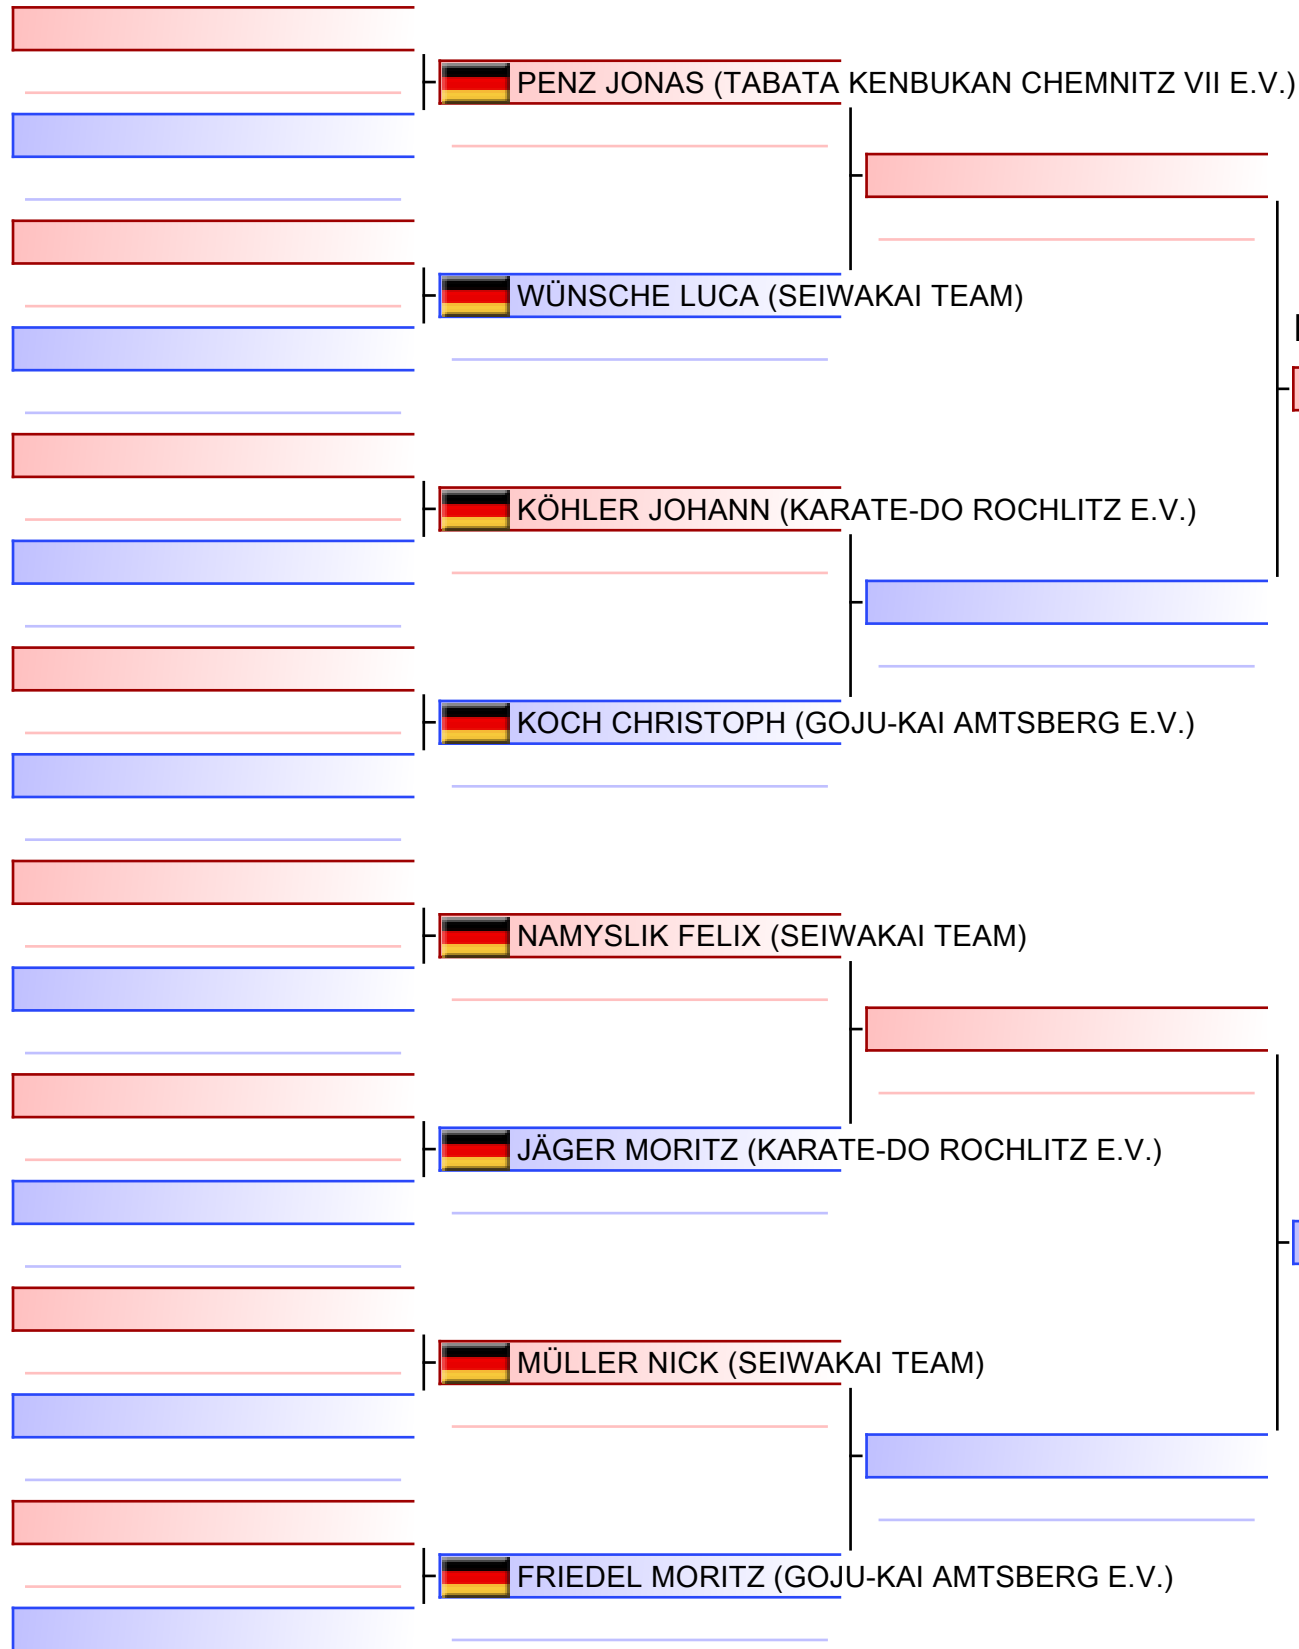 PENZ JONAS (TABATA KENBUKAN CHEMNITZ VII E.V.)
WÜNSCHE LUCA (SEIWAKAI TEAM)
KÖHLER JOHANN (KARATE-DO ROCHLITZ E.V.)
KOCH CHRISTOPH (GOJU-KAI AMTSBERG E.V.)
NAMYSLIK FELIX (SEIWAKAI TEAM)
JÄGER MORITZ (KARATE-DO ROCHLITZ E.V.)
MÜLLER NICK (SEIWAKAI TEAM)
FRIEDEL MORITZ (GOJU-KAI AMTSBERG E.V.)